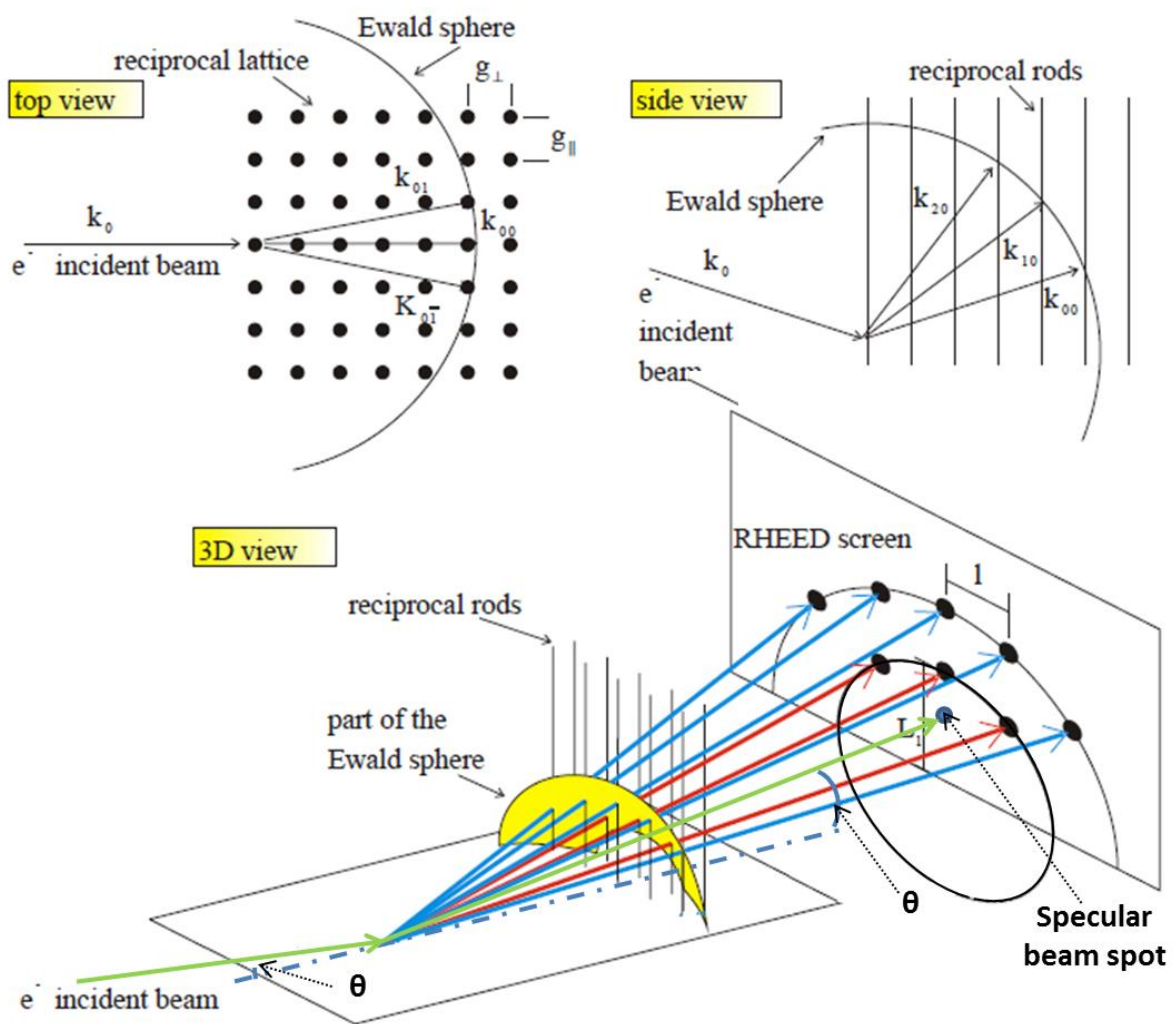 Ewald sphere
reciprocal lattice
top view
g⊥
g∥
k₀₁
k₀
k₀₀
e⁻ incident beam
K₀₁̅
reciprocal rods
side view
Ewald sphere
k₂₀
k₀
k₁₀
e⁻
k₀₀
incident
beam
3D view
RHEED screen
l
reciprocal rods
part of the
Ewald sphere
L₁
θ
Specular
beam spot
θ
e⁻ incident beam